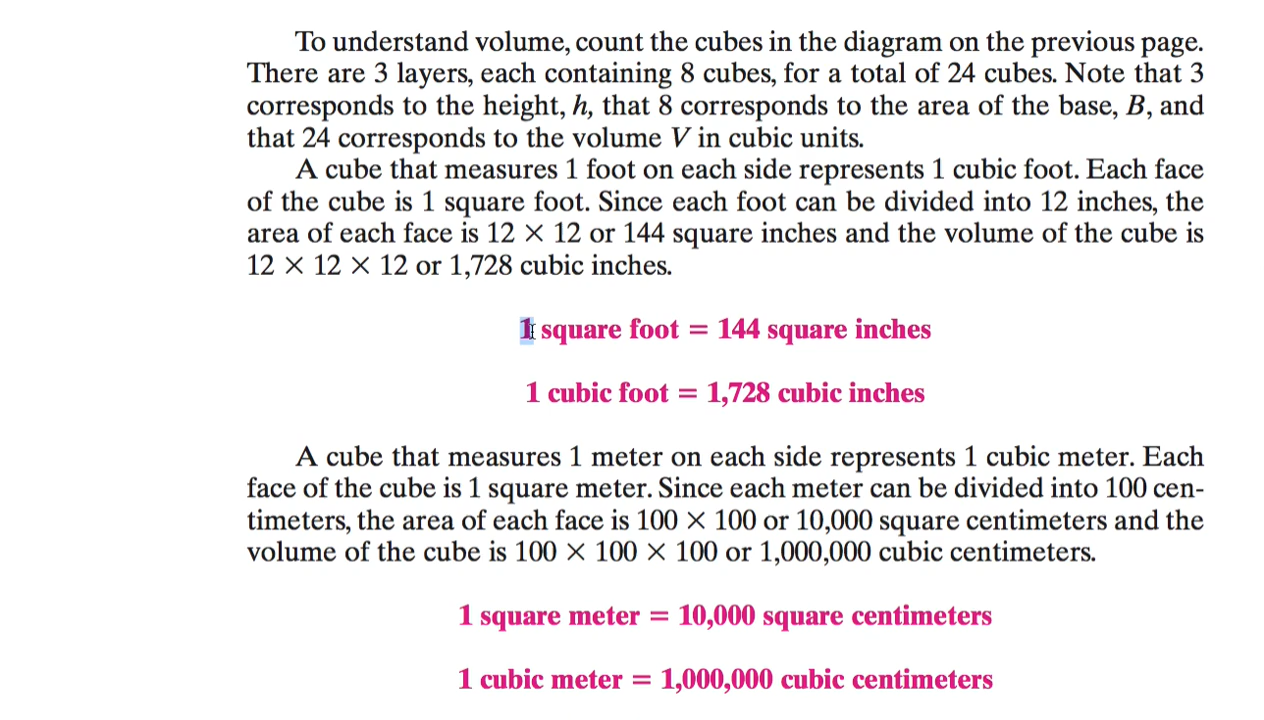 To understand volume, count the cubes in the diagram on the previous page.
There are 3 layers, each containing 8 cubes, for a total of 24 cubes. Note that 3
corresponds to the height, h, that 8 corresponds to the area of the base, B, and
that 24 corresponds to the volume V in cubic units.
A cube that measures 1 foot on each side represents 1 cubic foot. Each face
of the cube is 1 square foot. Since each foot can be divided into 12 inches, the
area of each face is 12 × 12 or 144 square inches and the volume of the cube is
12 × 12 × 12 or 1,728 cubic inches.
1 square foot = 144 square inches
1 cubic foot = 1,728 cubic inches
A cube that measures 1 meter on each side represents 1 cubic meter. Each
face of the cube is 1 square meter. Since each meter can be divided into 100 cen-
timeters, the area of each face is 100 × 100 or 10,000 square centimeters and the
volume of the cube is 100 × 100 × 100 or 1,000,000 cubic centimeters.
1 square meter = 10,000 square centimeters
1 cubic meter = 1,000,000 cubic centimeters